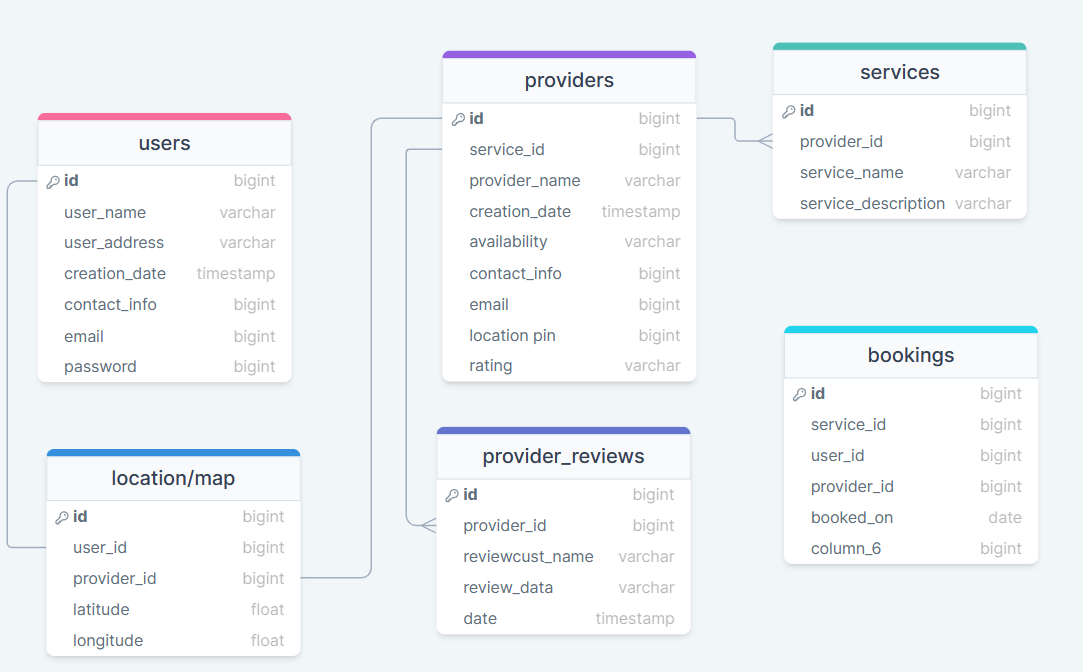 users
id bigint
user_name varchar
user_address varchar
creation_date timestamp
contact_info bigint
email bigint
password bigint
location/map
id bigint
user_id bigint
provider_id bigint
latitude float
longitude float
providers
id bigint
service_id bigint
provider_name varchar
creation_date timestamp
availability varchar
contact_info bigint
email bigint
location pin bigint
rating varchar
provider_reviews
id bigint
provider_id bigint
reviewcust_name varchar
review_data varchar
date timestamp
services
id bigint
provider_id bigint
service_name varchar
service_description varchar
bookings
id bigint
service_id bigint
user_id bigint
provider_id bigint
booked_on date
column_6 bigint